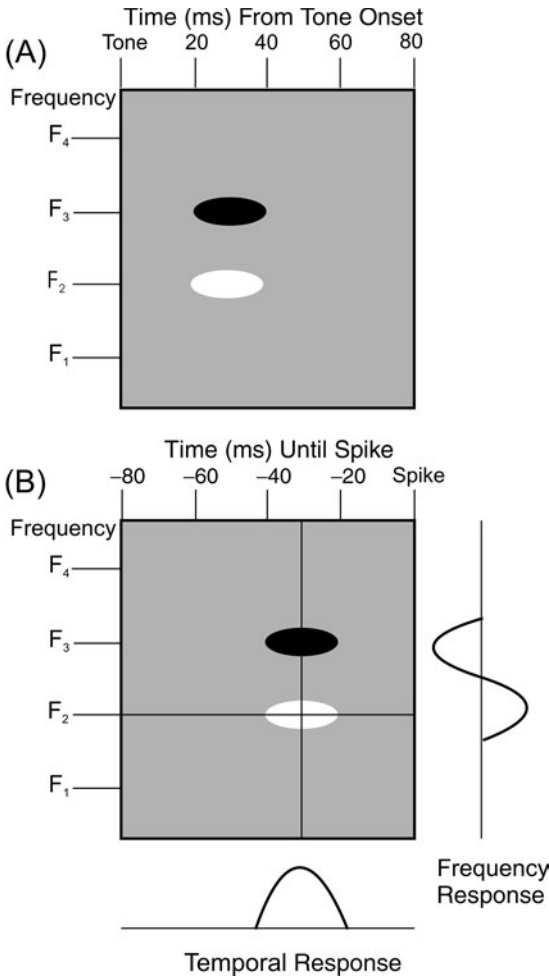 Time (ms) From Tone Onset
(A)
Tone 20 40 60 80
Frequency
F4
F3
F2
F1
Time (ms) Until Spike
(B)
–80 –60 –40 –20 Spike
Frequency
F4
F3
F2
F1
Frequency
Response
Temporal Response